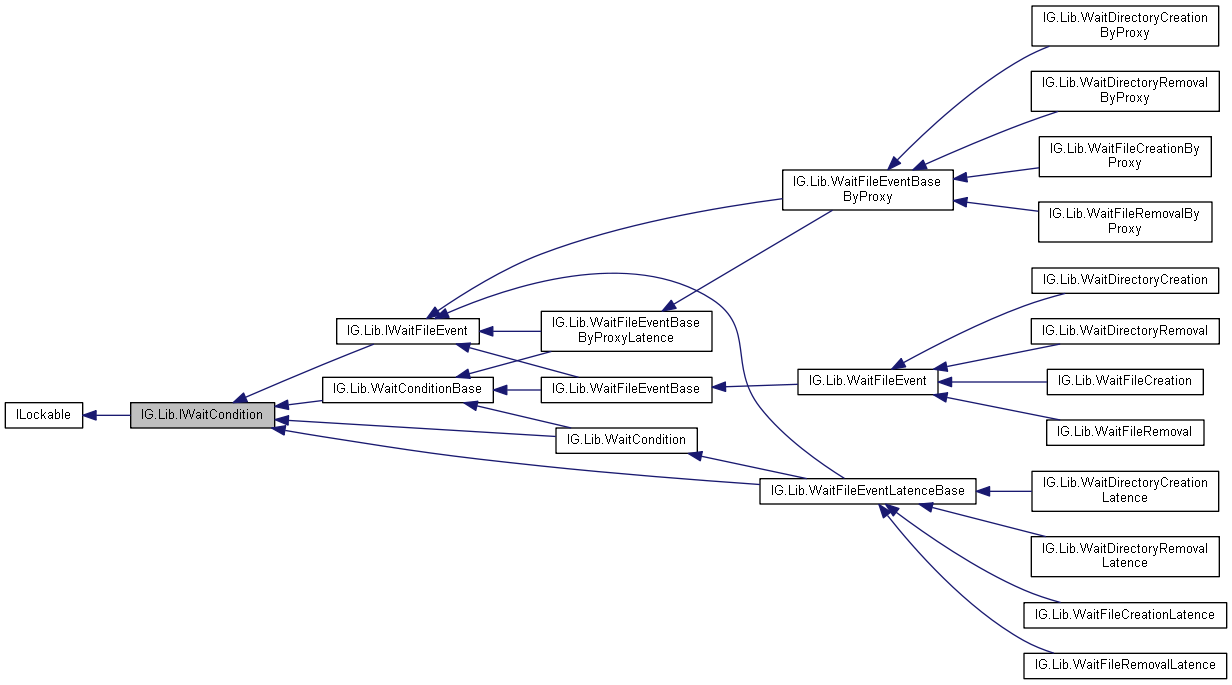 IG.Lib.WaitDirectoryCreation
ByProxy
IG.Lib.WaitDirectoryRemoval
ByProxy
IG.Lib.WaitFileCreationBy
Proxy
IG.Lib.WaitFileEventBase
ByProxy
IG.Lib.WaitFileRemovalBy
Proxy
IG.Lib.WaitDirectoryCreation
IG.Lib.IWaitFileEvent
IG.Lib.WaitFileEventBase
ByProxyLatence
IG.Lib.WaitDirectoryRemoval
IG.Lib.WaitConditionBase
IG.Lib.WaitFileEventBase
IG.Lib.WaitFileEvent
IG.Lib.WaitFileCreation
ILockable
IG.Lib.IWaitCondition
IG.Lib.WaitCondition
IG.Lib.WaitFileRemoval
IG.Lib.WaitFileEventLatenceBase
IG.Lib.WaitDirectoryCreation
Latence
IG.Lib.WaitDirectoryRemoval
Latence
IG.Lib.WaitFileCreationLatence
IG.Lib.WaitFileRemovalLatence